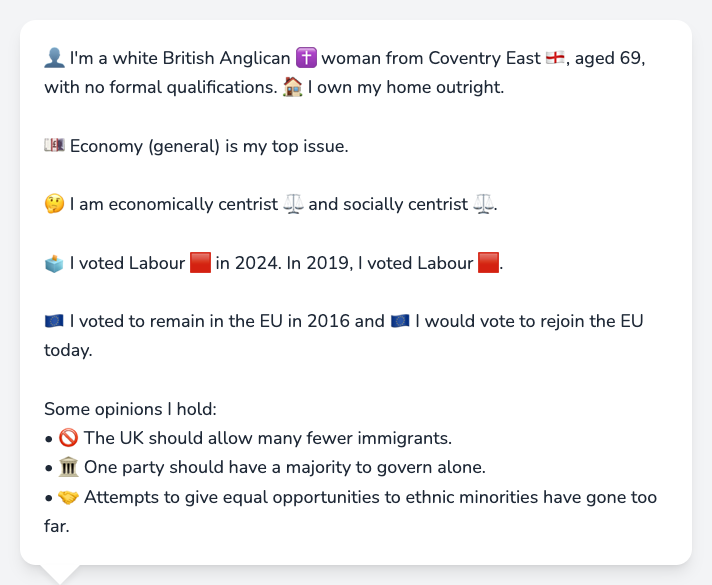 👤 I'm a white British Anglican ✝️ woman from Coventry East 🏴󠁧󠁢󠁥󠁮󠁧󠁿, aged 69,
with no formal qualifications. 🏠 I own my home outright.
💷 Economy (general) is my top issue.
🤔 I am economically centrist ⚖️ and socially centrist ⚖️.
🗳️ I voted Labour 🟥 in 2024. In 2019, I voted Labour 🟥.
🇪🇺 I voted to remain in the EU in 2016 and 🇪🇺 I would vote to rejoin the EU
today.
Some opinions I hold:
• 🚫 The UK should allow many fewer immigrants.
• 🏛️ One party should have a majority to govern alone.
• 🤝 Attempts to give equal opportunities to ethnic minorities have gone too
far.